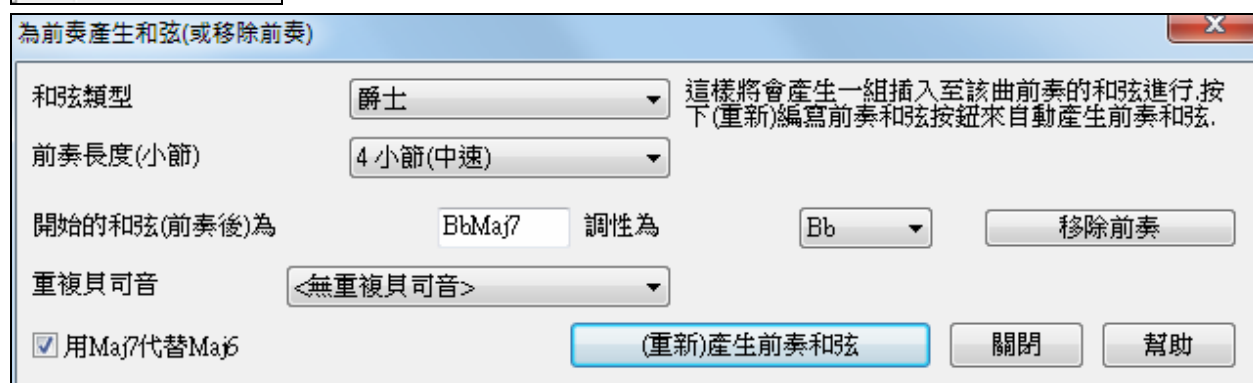 為前奏產生和弦(或移除前奏)
和弦類型
爵士
這樣將會產生一組插入至該曲前奏的和弦進行,按
下(重新)編寫前奏和弦按鈕來自動產生前奏和弦.
前奏長度(小節)
4 小節(中速)
開始的和弦(前奏後)為
BbMaj7
調性為
Bb
移除前奏
重複貝司音
<無重複貝司音>
用Maj7代替Maj6
(重新)產生前奏和弦
關閉
幫助